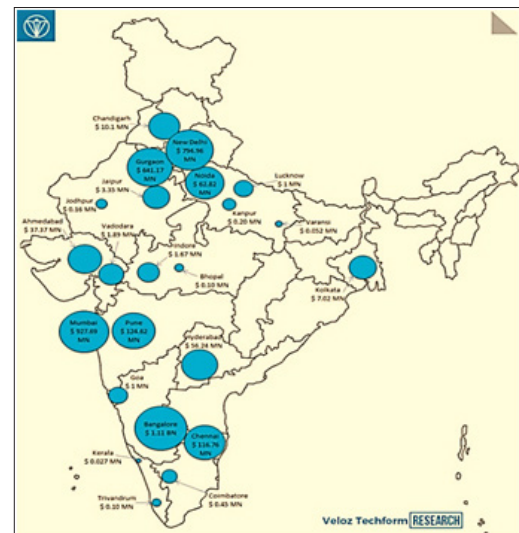 Chandigarh
$ 10.1 MN
New Delhi
$ 794.96
MN
Gurgaon
$ 641.17
MN
Noida
$ 62.82
MN
Lucknow
$ 1 MN
Jaipur
$ 3.35 MN
Jodhpur
$ 0.36 MN
Kanpur
$ 0.20 MN
Varansi
$ 0.052 MN
Ahmedabad
$ 37.37 MN
Vadodara
$ 1.89 MN
Indore
$ 1.67 MN
Bhopal
$ 0.10 MN
Kolkata
$ 7.02 MN
Mumbai
$ 927.89
MN
Pune
$ 124.62
MN
Hyderabad
$ 56.24 MN
Goa
$ 1 MN
Bangalore
$ 1.11 BN
Chennai
$ 116.76
MN
Kerala
$ 0.027 MN
Trivandrum
$ 0.10 MN
Coimbatore
$ 0.43 MN
Veloz Techform RESEARCH